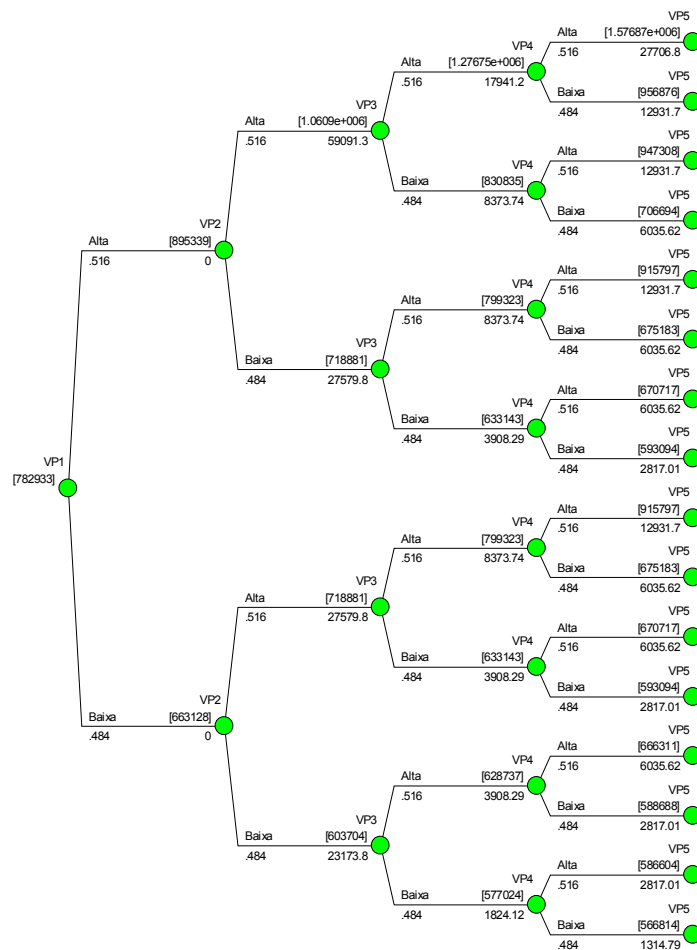 VP5
Alta [1.57687e+006]
VP4
.516 27706.8
Alta [1.27675e+006]
VP5
.516 17941.2
Baixa [956876]
VP3
.484 12931.7
Alta [1.0609e+006]
VP5
.516 59091.3
Alta [947308]
VP4
.516 12931.7
Baixa [830835]
VP5
.484 8373.74
Baixa [706694]
VP2
.484 6035.62
Alta [895339]
VP5
.516 0
Alta [915797]
VP4
.516 12931.7
Alta [799323]
VP5
.516 8373.74
Baixa [675183]
VP3
.484 6035.62
Baixa [718881]
VP5
.484 27579.8
Alta [670717]
VP4
.516 6035.62
Baixa [633143]
VP5
.484 3908.29
Baixa [593094]
VP1
.484 2817.01
[782933]
VP5
Alta [915797]
VP4
.516 12931.7
Alta [799323]
VP5
.516 8373.74
Baixa [675183]
VP3
.484 6035.62
Alta [718881]
VP5
.516 27579.8
Alta [670717]
VP4
.516 6035.62
Baixa [633143]
VP5
.484 3908.29
Baixa [593094]
VP2
.484 2817.01
Baixa [663128]
VP5
.484 0
Alta [666311]
VP4
.516 6035.62
Alta [628737]
VP5
.516 3908.29
Baixa [588688]
VP3
.484 2817.01
Baixa [603704]
VP5
.484 23173.8
Alta [586604]
VP4
.516 2817.01
Baixa [577024]
VP5
.484 1824.12
Baixa [566814]
.484 1314.79